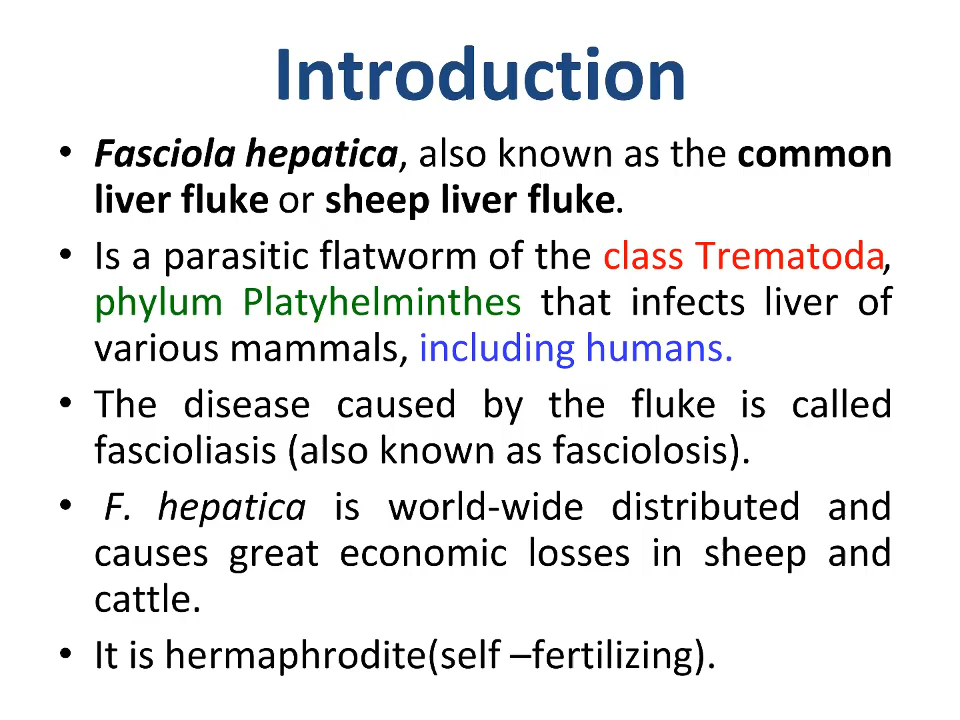 Introduction
• Fasciola hepatica, also known as the common
liver fluke or sheep liver fluke.
• Is a parasitic flatworm of the class Trematoda,
phylum Platyhelminthes that infects liver of
various mammals, including humans.
• The disease caused by the fluke is called
fascioliasis (also known as fasciolosis).
• F. hepatica is world-wide distributed and
causes great economic losses in sheep and
cattle.
• It is hermaphrodite(self –fertilizing).